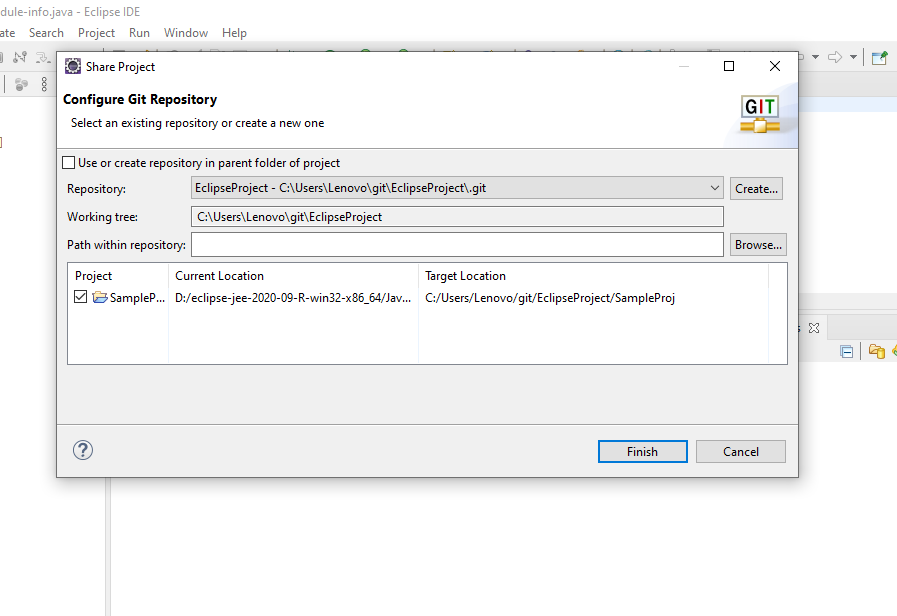 dule-info.java - Eclipse IDE
ate Search Project Run Window Help
Share Project
Configure Git Repository
Select an existing repository or create a new one
GIT
Use or create repository in parent folder of project
Repository: EclipseProject - C:\Users\Lenovo\git\EclipseProject\.git Create...
Working tree: C:\Users\Lenovo\git\EclipseProject
Path within repository: Browse...
Project Current Location Target Location
SampleP... D:/eclipse-jee-2020-09-R-win32-x86_64/Jav... C:/Users/Lenovo/git/EclipseProject/SampleProj
s
?
Finish Cancel